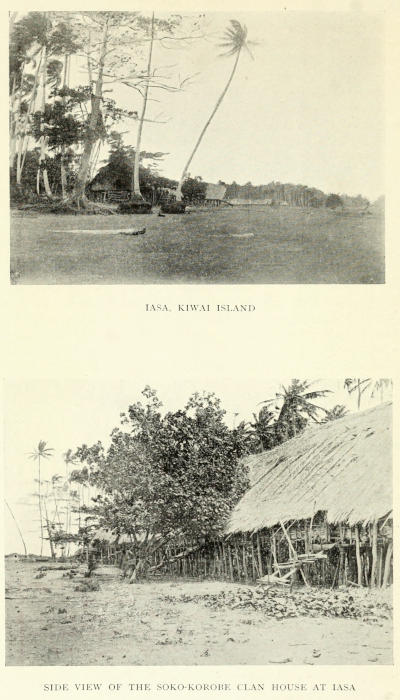 IASA, KIWAI ISLAND
SIDE VIEW OF THE SOKO-KOROBE CLAN HOUSE AT IASA